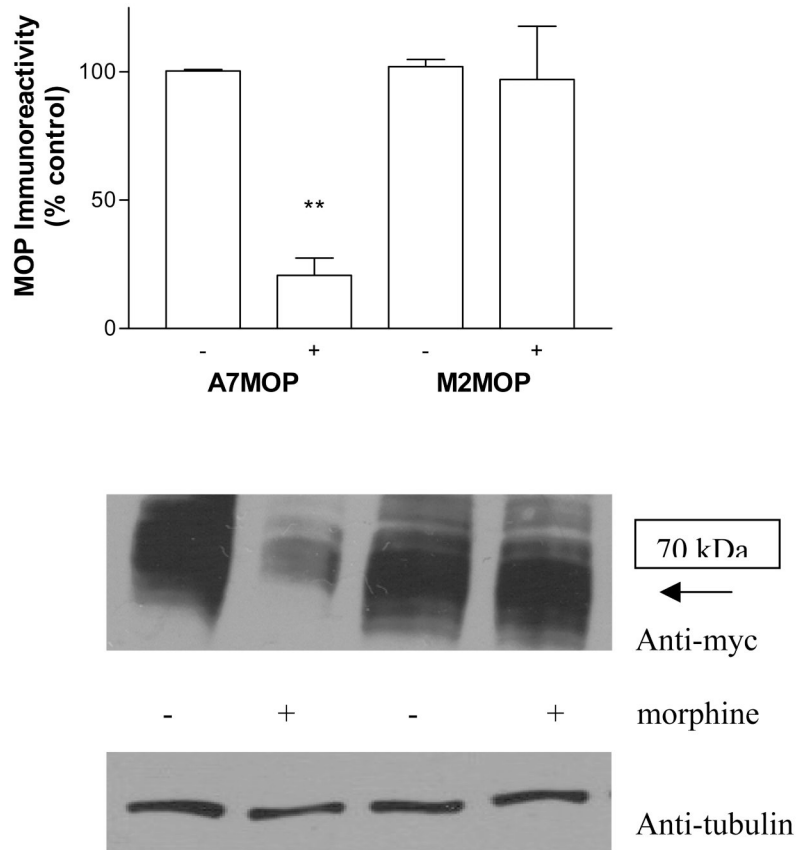 MOP Immunoreactivity
(% control)
100
50
0
**
- + - +
A7MOP M2MOP
70 kDa
Anti-myc
- + - + morphine
Anti-tubulin